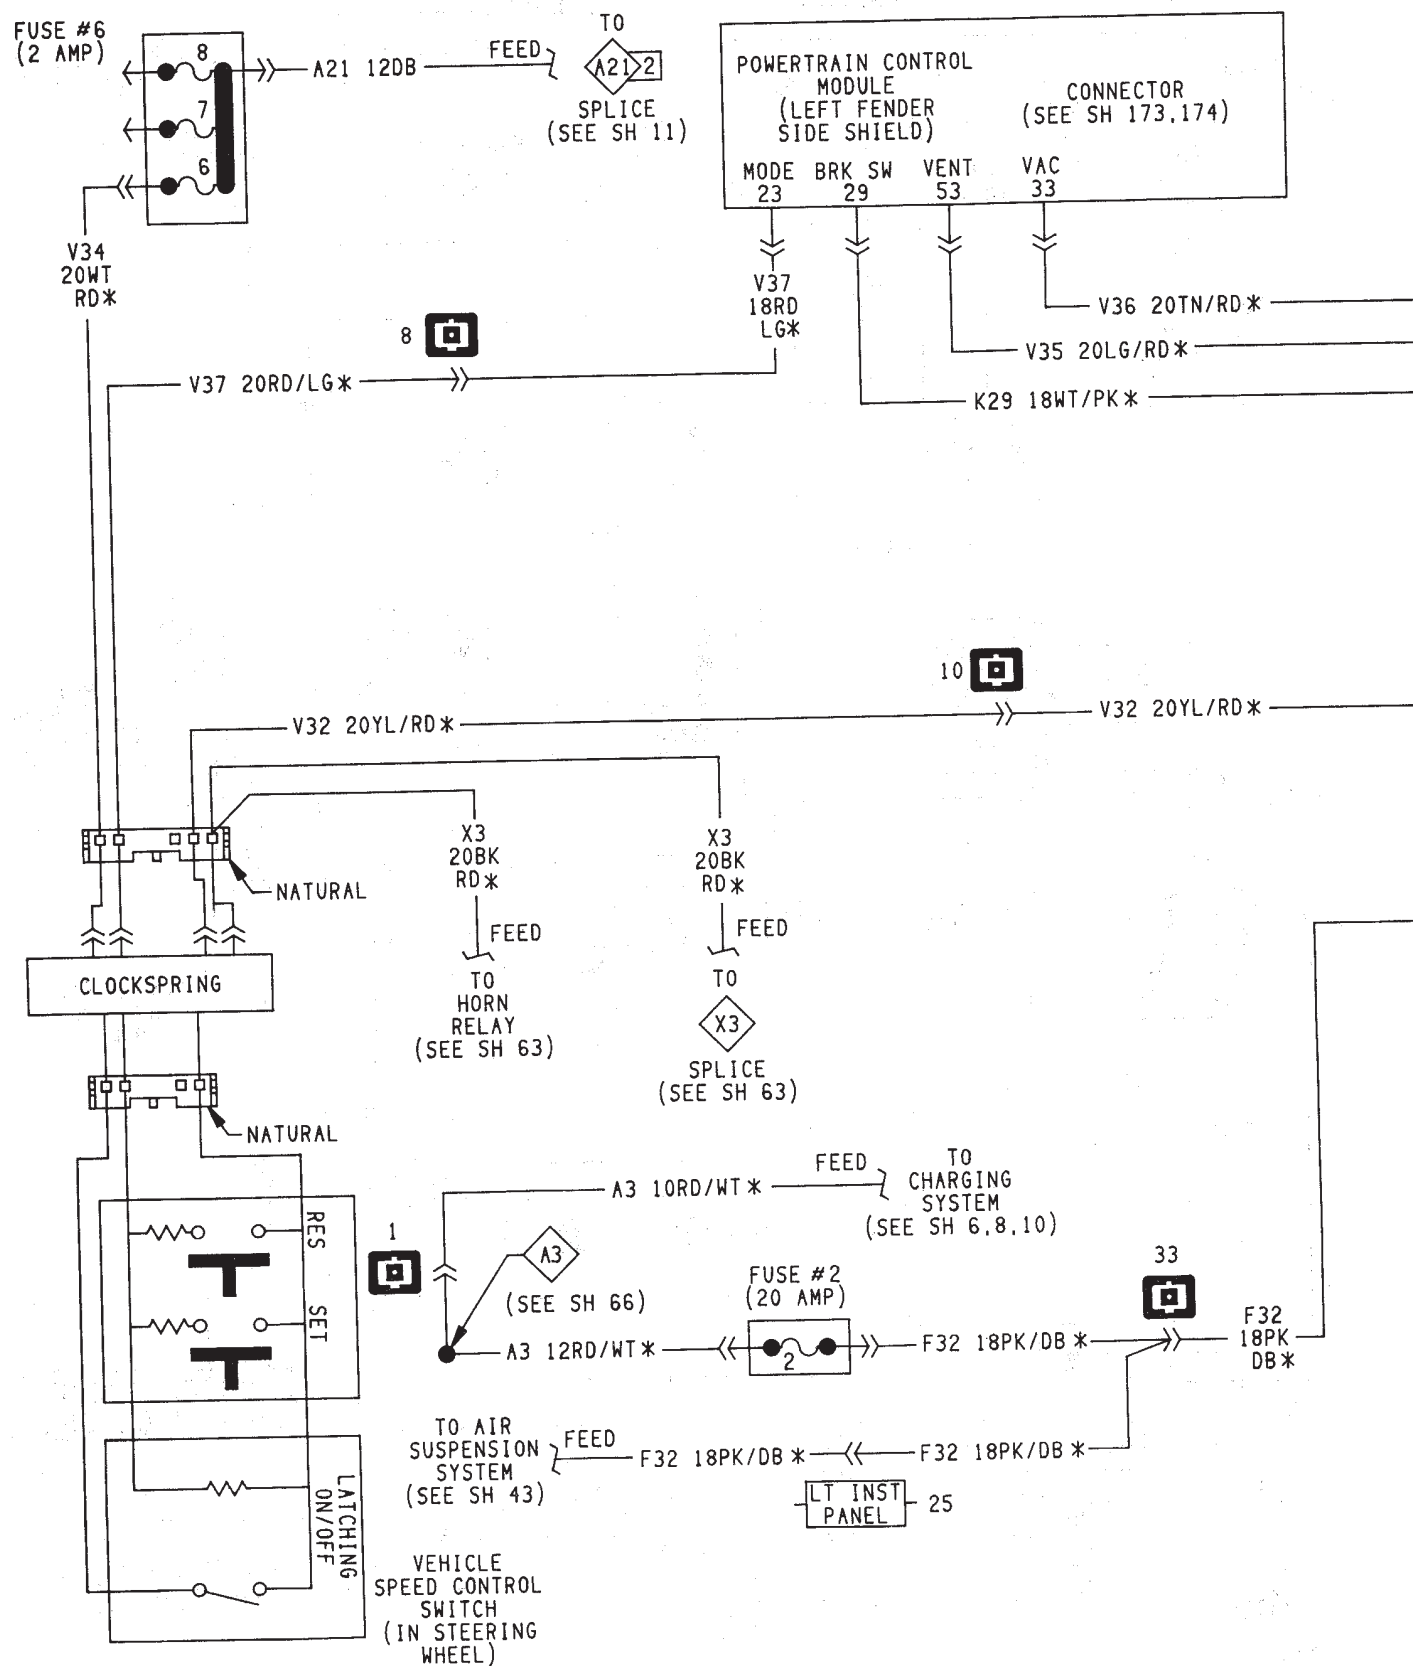 FUSE #6
(2 AMP)
8
7
6
A21 12DB
FEED
TO
A21 2
SPLICE
(SEE SH 11)
POWERTRAIN CONTROL
MODULE
(LEFT FENDER
SIDE SHIELD)
CONNECTOR
(SEE SH 173,174)
MODE BRK SW VENT VAC
23 29 53 33
V34
20WT
RD*
V37
18RD
LG*
V36 20TN/RD*
8
V35 20LG/RD*
V37 20RD/LG*
K29 18WT/PK*
10
V32 20YL/RD*
V32 20YL/RD*
X3
20BK
RD*
X3
20BK
RD*
NATURAL
FEED
FEED
CLOCKSPRING
TO
HORN
RELAY
(SEE SH 63)
TO
X3
SPLICE
(SEE SH 63)
NATURAL
A3 10RD/WT*
FEED
TO
CHARGING
SYSTEM
(SEE SH 6,8,10)
RES
SET
1
A3
(SEE SH 66)
FUSE #2
(20 AMP)
2
33
A3 12RD/WT*
F32 18PK/DB*
F32
18PK
DB*
TO AIR
SUSPENSION
SYSTEM
(SEE SH 43)
FEED
F32 18PK/DB*
F32 18PK/DB*
LT INST
PANEL
25
LATCHING
ON/OFF
VEHICLE
SPEED CONTROL
SWITCH
(IN STEERING
WHEEL)